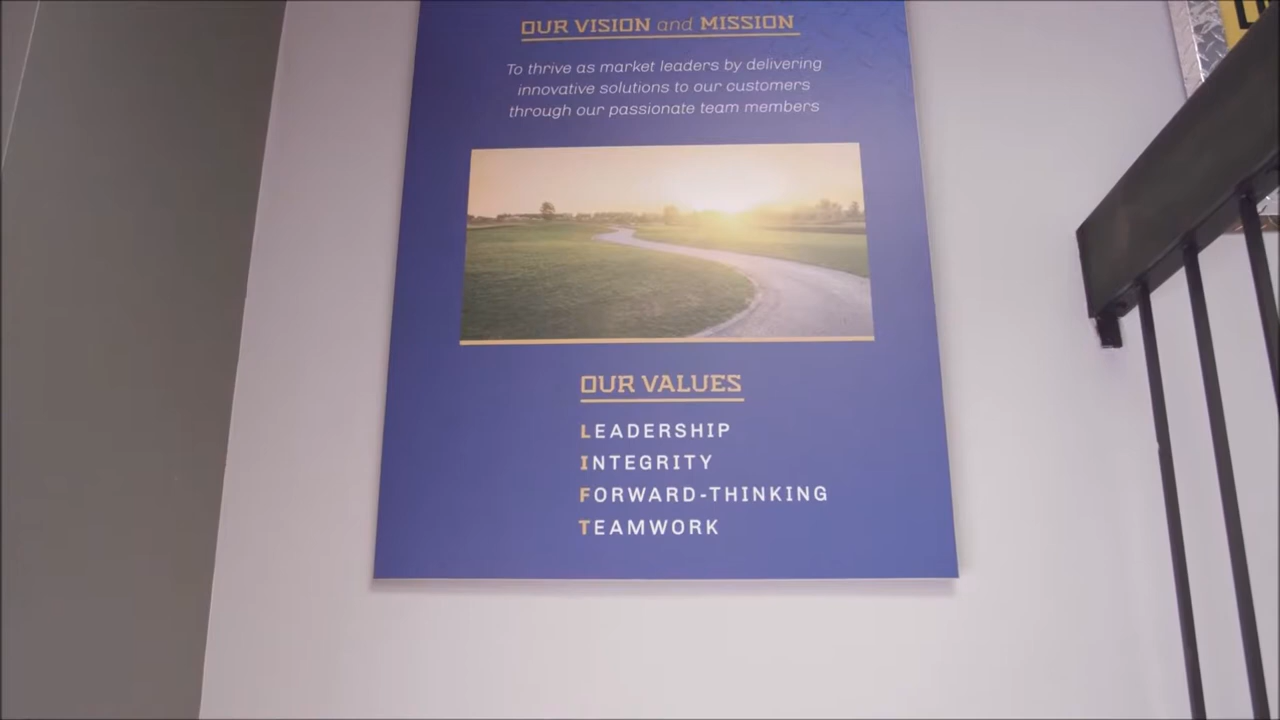 OUR VISION and MISSION
To thrive as market leaders by delivering
innovative solutions to our customers
through our passionate team members
OUR VALUES
LEADERSHIP
INTEGRITY
FORWARD-THINKING
TEAMWORK